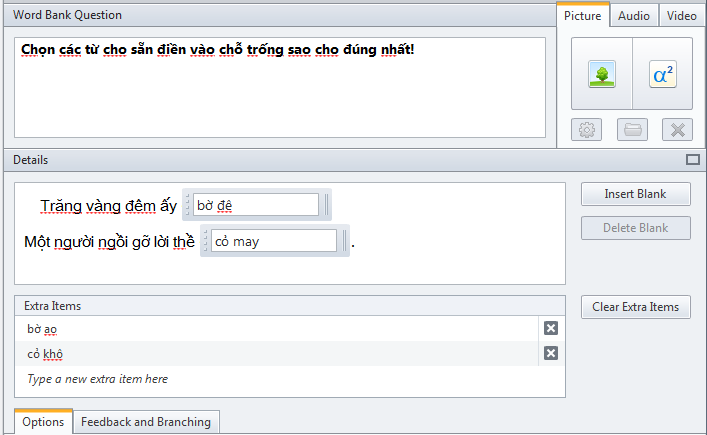 Word Bank Question
Picture
Audio
Video
Chọn các từ cho sẵn điền vào chỗ trống sao cho đúng nhất!
α²
Details
Trăng vàng đêm ấy bờ đê
Insert Blank
Delete Blank
Một người ngồi gỡ lời thề cỏ may .
Extra Items
Clear Extra Items
bờ ao
cỏ khô
Type a new extra item here
Options
Feedback and Branching